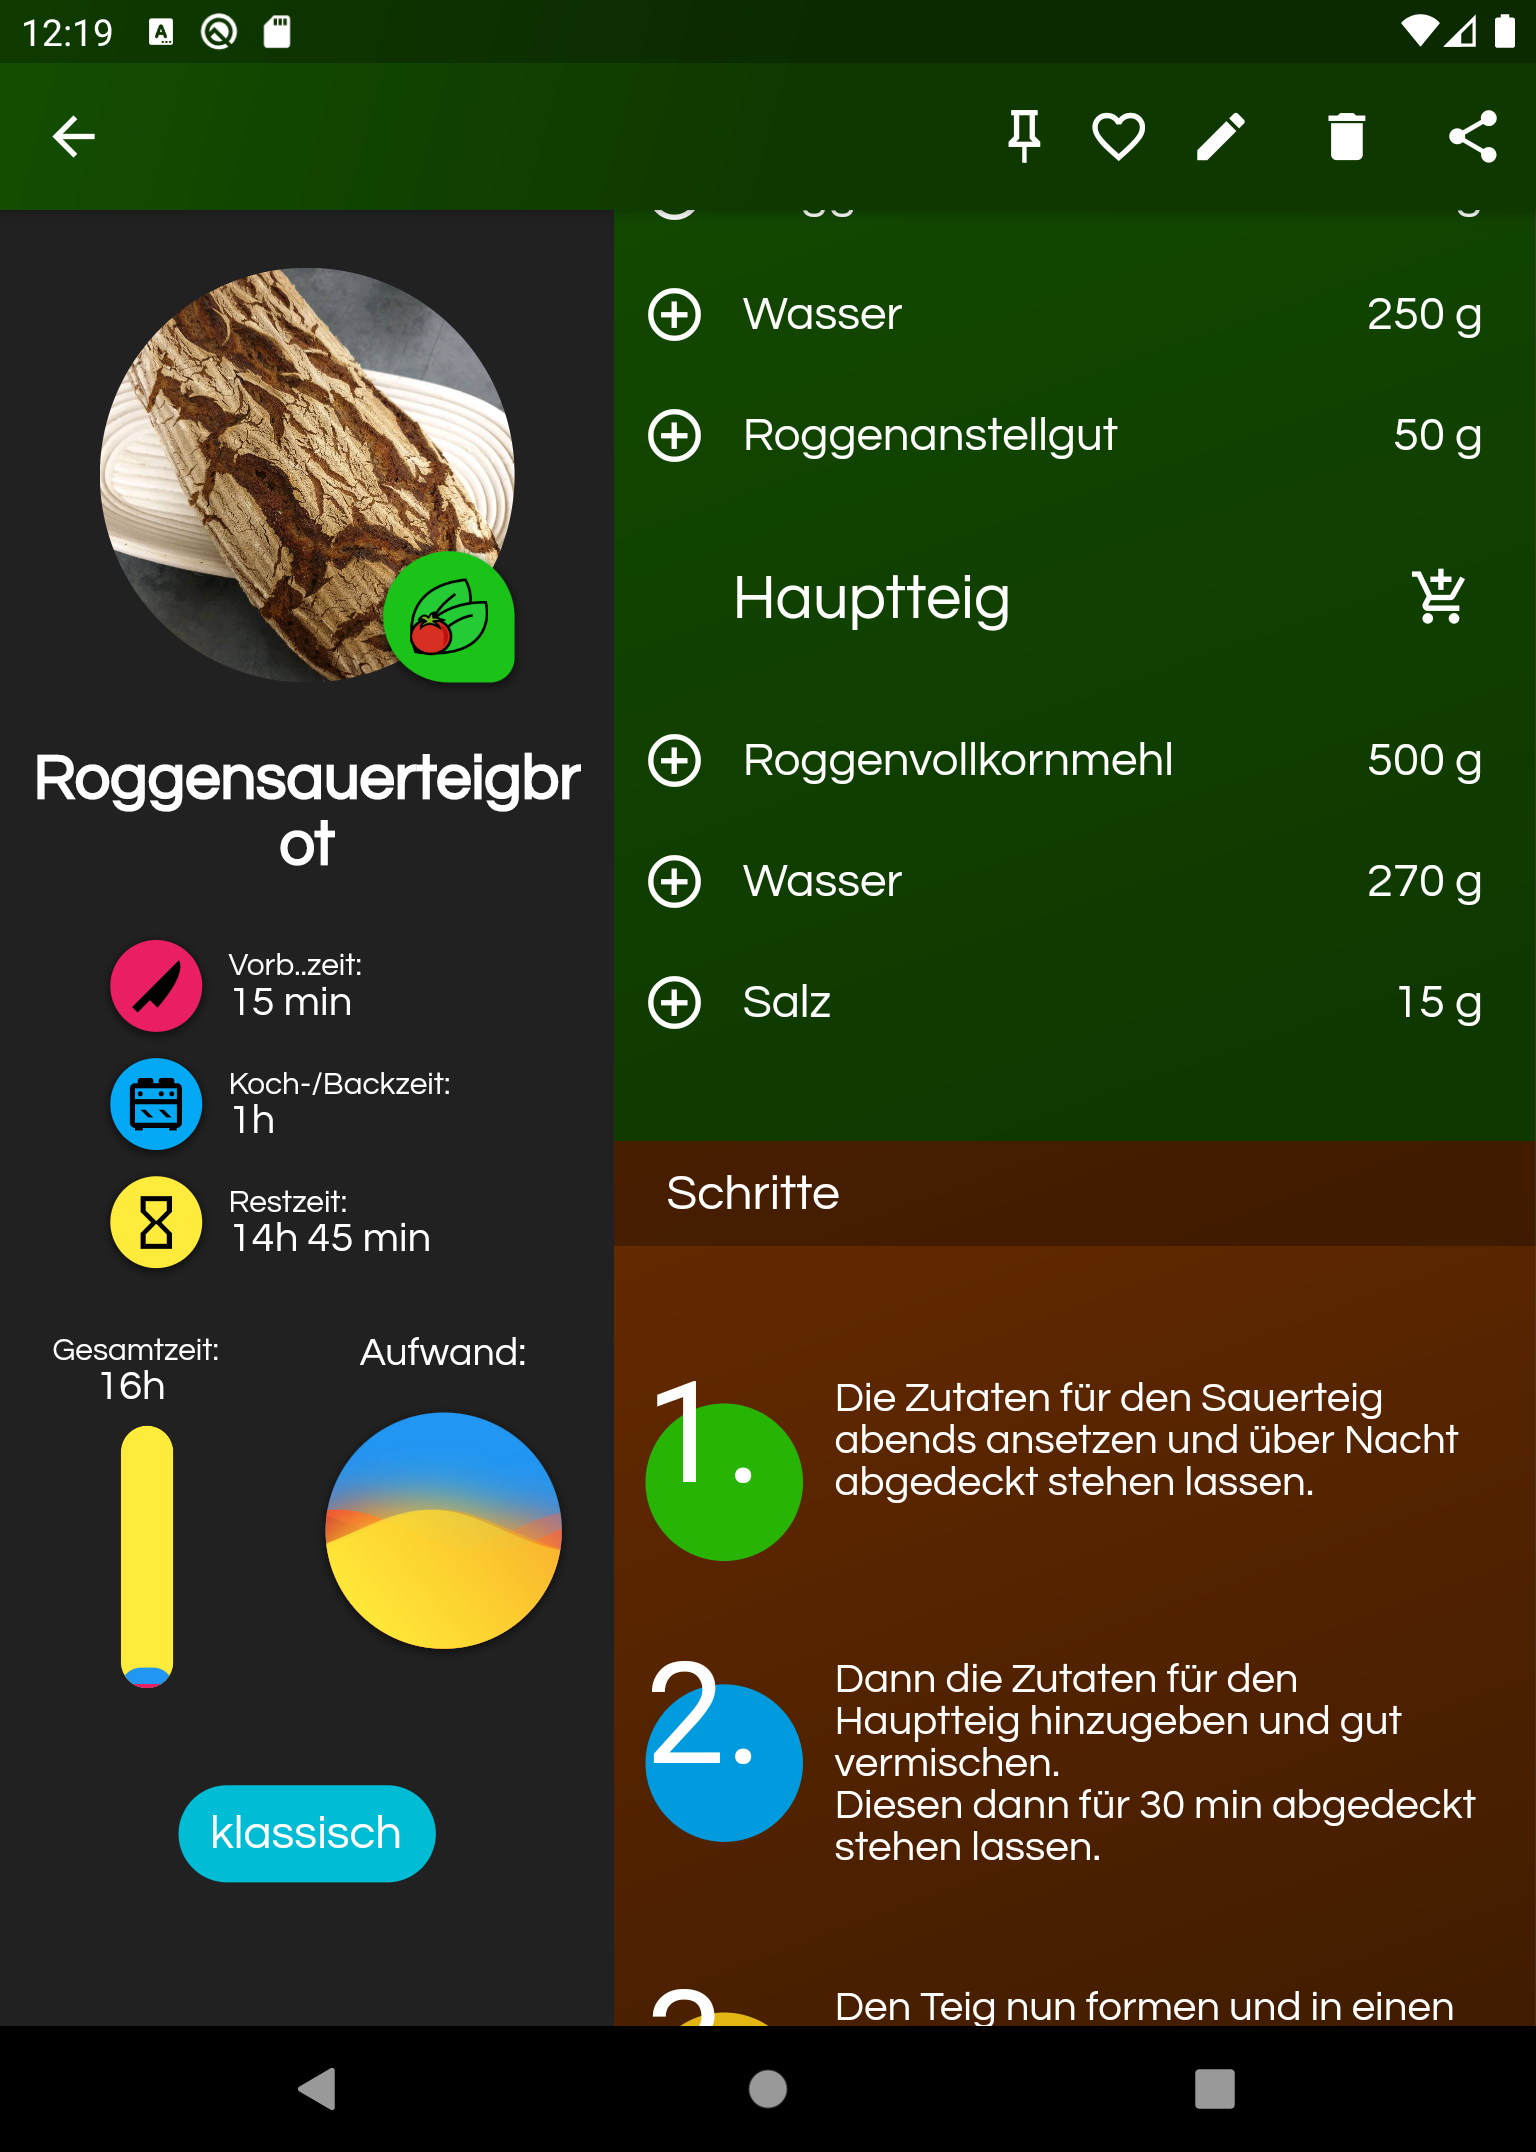 12:19
Wasser 250 g
Roggenanstellgut 50 g
Hauptteig
Roggenvollkornmehl 500 g
Wasser 270 g
Salz 15 g
Roggensauerteigbr
ot
Vorb..zeit:
15 min
Koch-/Backzeit:
1h
Restzeit:
14h 45 min
Gesamtzeit:
16h
Aufwand:
klassisch
Schritte
1.
Die Zutaten für den Sauerteig
abends ansetzen und über Nacht
abgedeckt stehen lassen.
2.
Dann die Zutaten für den
Hauptteig hinzugeben und gut
vermischen.
Diesen dann für 30 min abgedeckt
stehen lassen.
Den Teig nun formen und in einen